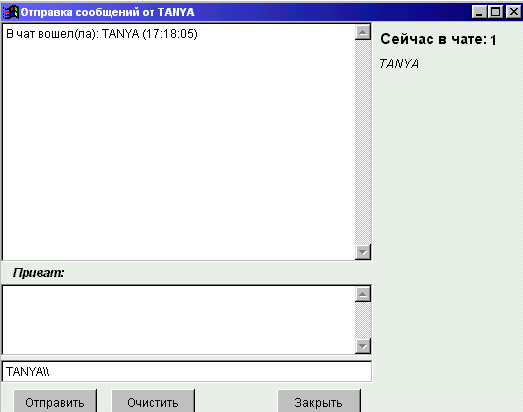 Отправка сообщений от TANYA
В чат вошел(ла): TANYA (17:18:05)
Сейчас в чате: 1
TANYA
Приват:
TANYA\\
Отправить Очистить Закрыть